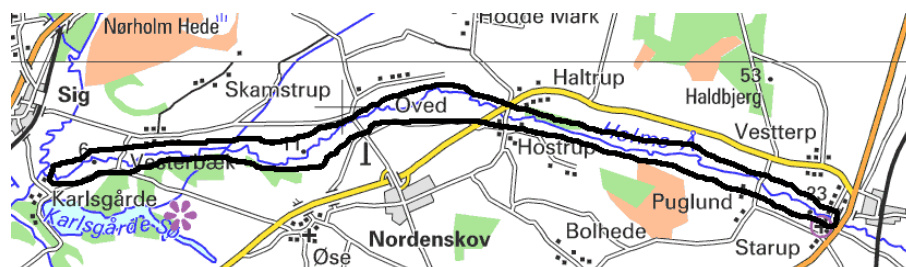 Nørholm Hede
Hodde Mark
Sig
Skamstrup
Oved
Haltrup
53
Haldbjerg
Holme Å
Vestterp
6
Vesterbæk
11
Hostrup
Karlsgårde
Karlsgårde Sø
23
Puglund
Nordenskov
Bolhede
Starup
Øse